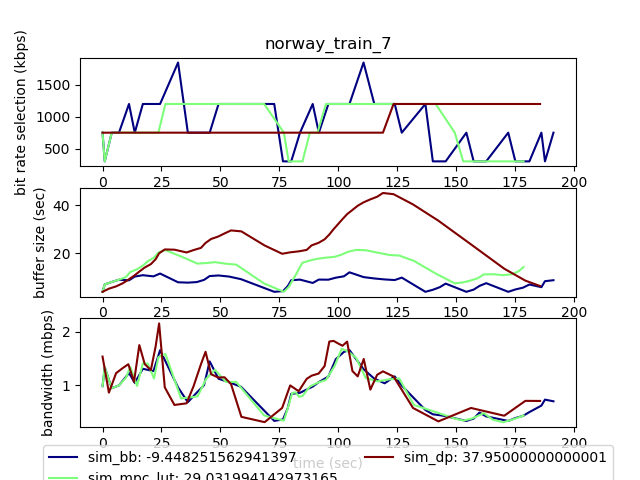 norway_train_7
bit rate selection (kbps)
1500
1000
500
0 25 50 75 100 125 150 175 200
buffer size (sec)
40
20
0 25 50 75 100 125 150 175 200
bandwidth (mbps)
2
1
0 25 50 75 100 125 150 175 200
time (sec)
sim_bb: -9.448251562941397
sim_mpc_lut: 29.031994142973165
sim_dp: 37.95000000000001